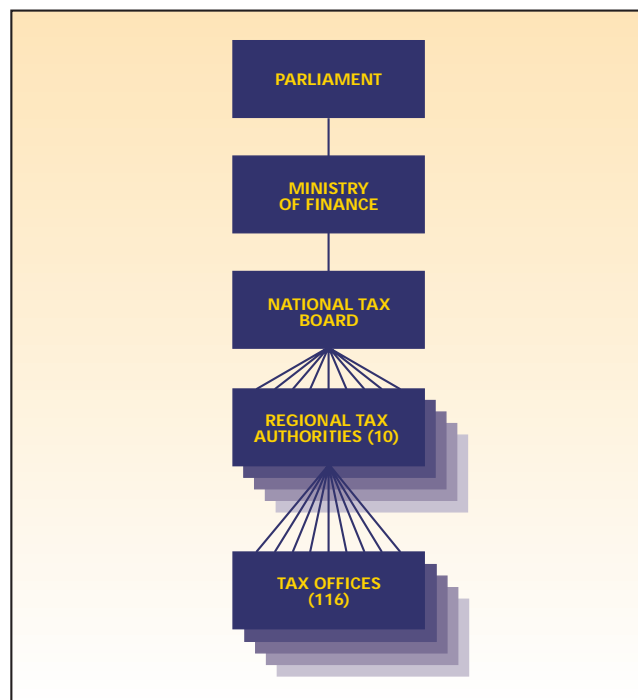 PARLIAMENT
MINISTRY
OF FINANCE
NATIONAL TAX
BOARD
REGIONAL TAX
AUTHORITIES (10)
TAX OFFICES
(116)